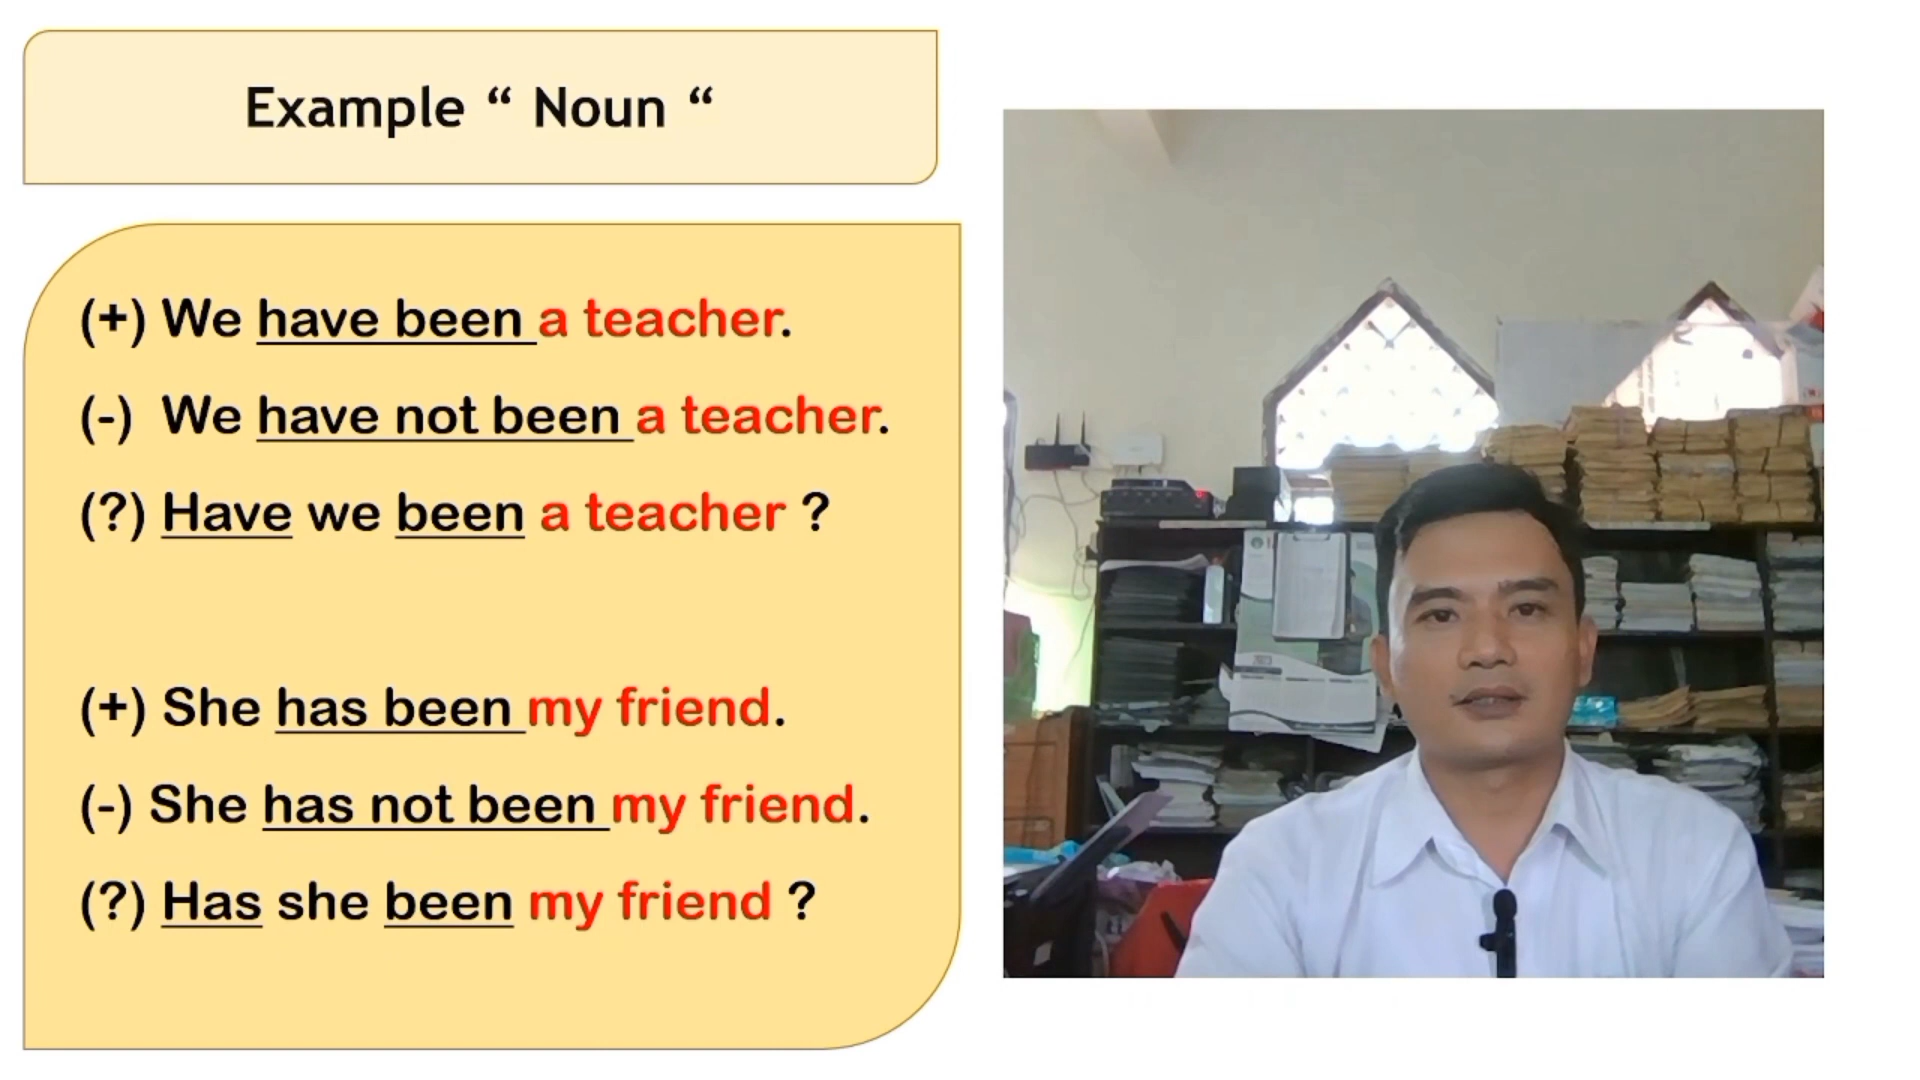 Example “ Noun “
(+) We have been a teacher.
(-) We have not been a teacher.
(?) Have we been a teacher ?
(+) She has been my friend.
(-) She has not been my friend.
(?) Has she been my friend ?
2023